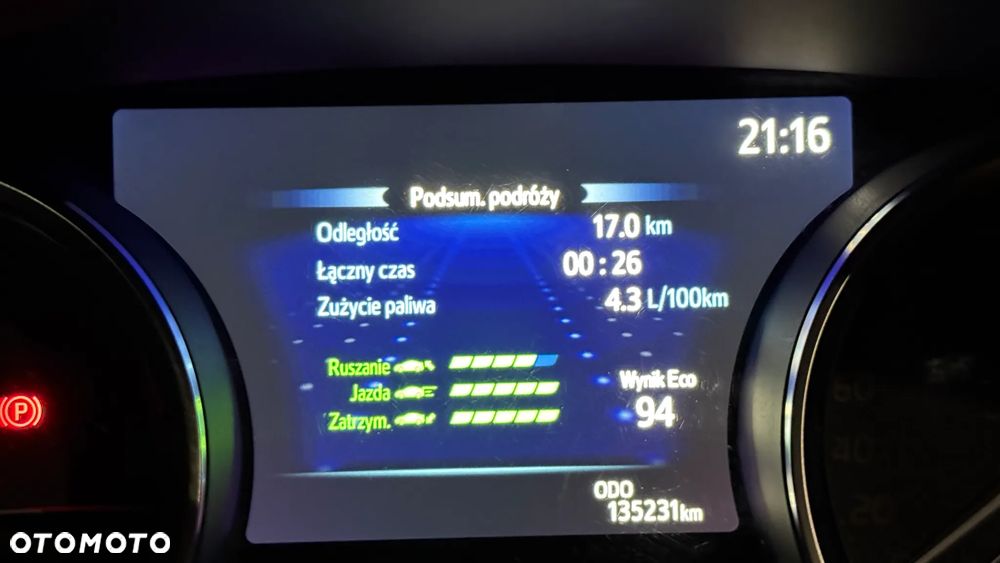 21:16
Podsum. podróży
Odległość 17.0 km
Łączny czas 00:26
Zużycie paliwa 4.3 L/100km
Ruszanie
Jazda
Zatrzym.
Wynik Eco
94
ODO
135231km
P
OTOMOTO